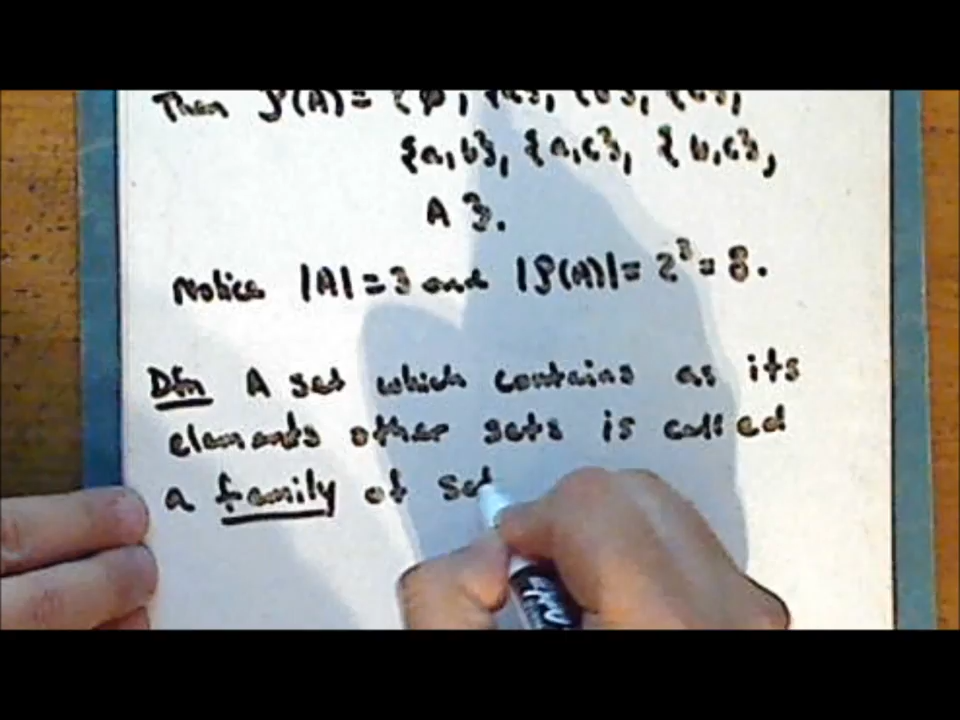 Then P(A) = {Ø, {a}, {b}, {c},
{a,b}, {a,c}, {b,c},
A}.
Notice |A| = 3 and |P(A)| = 2³ = 8.
Dfn A set which contains as its
elements other sets is called
a family of set